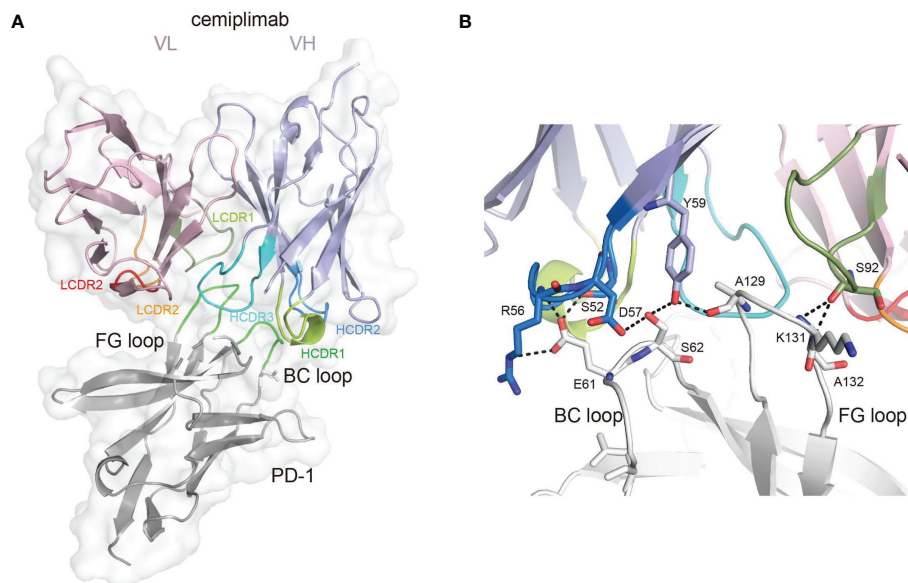 A
cemiplimab
VL
VH
LCDR1
LCDR2
LCDR2
HCDR3
HCDR2
HCDR1
FG loop
BC loop
PD-1
B
Y59
S92
A129
R56
S52
D57
K131
S62
A132
E61
BC loop
FG loop